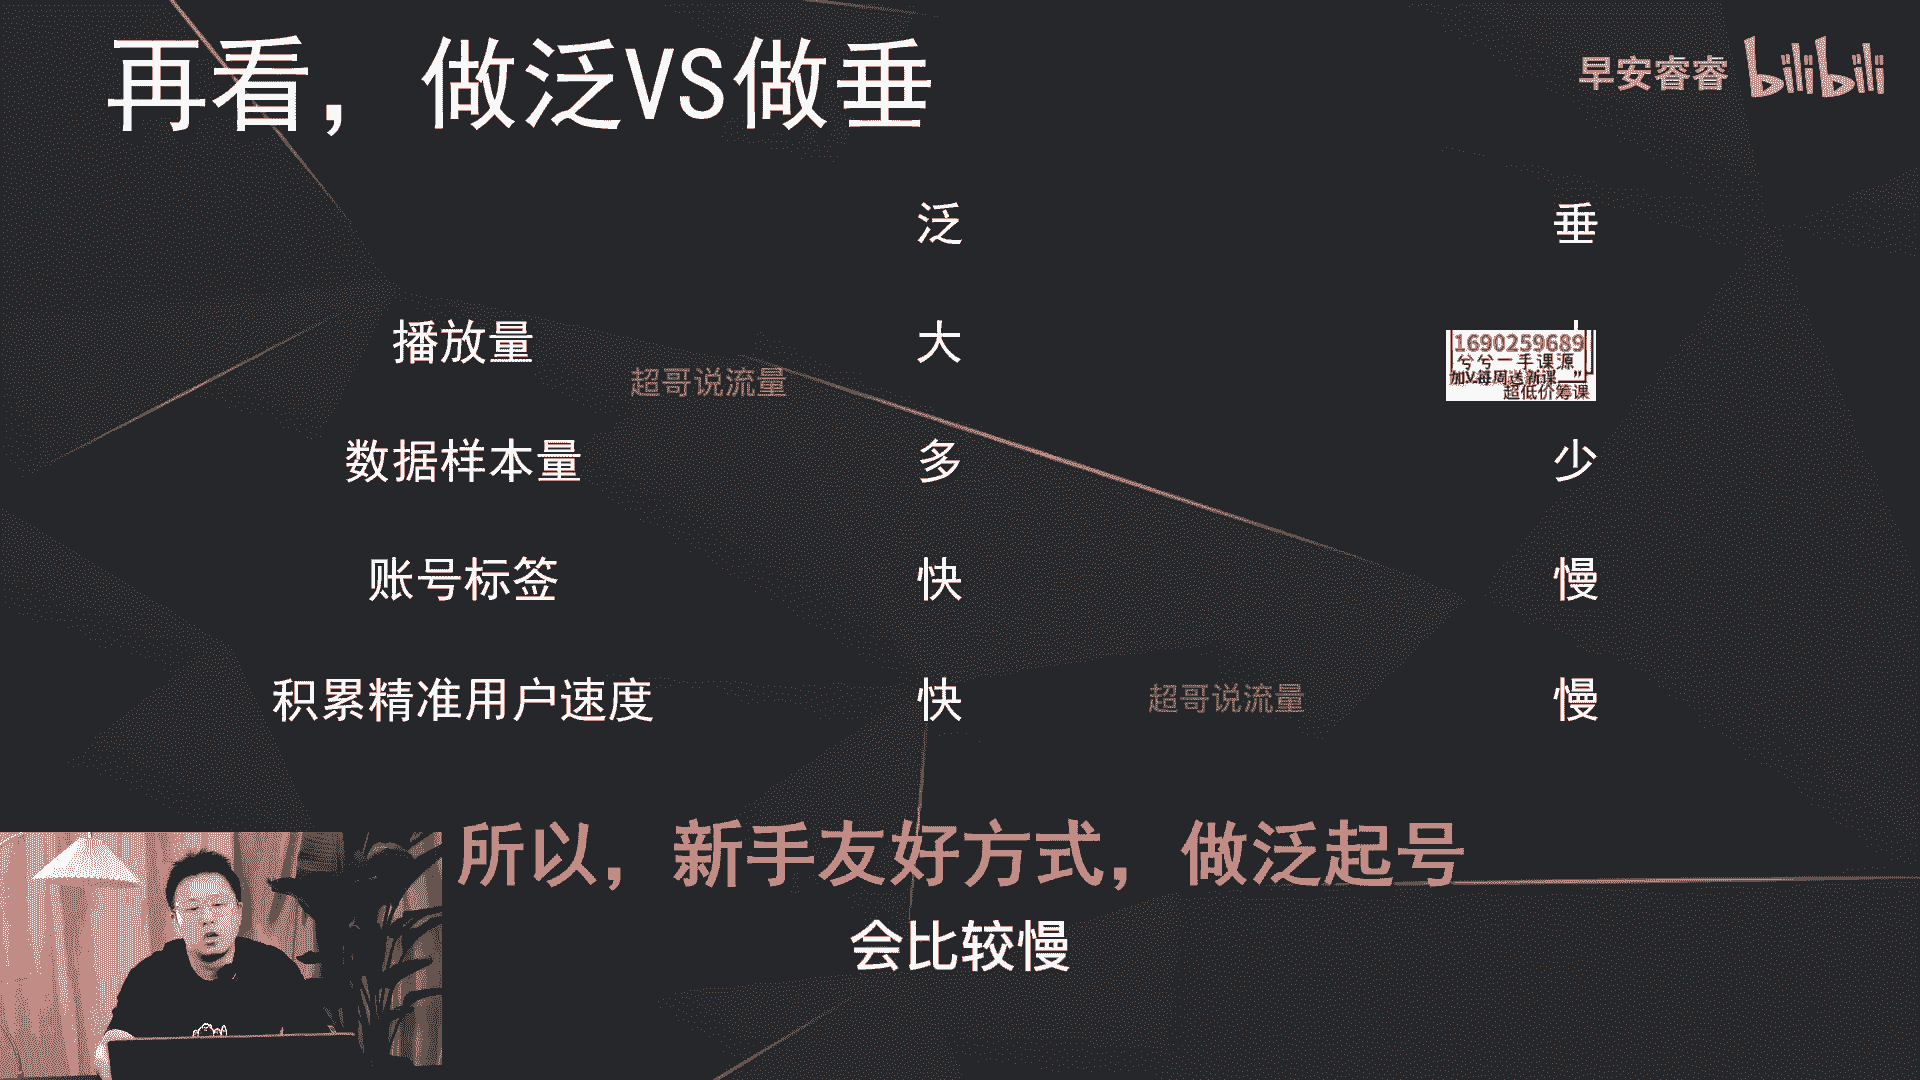 再看，做泛VS做垂
早安睿睿 bilibili
泛 垂
播放量 大
1690259689
兮兮一手课源
加V每周送新课
超低价筹课
超哥说流量
数据样本量 多 少
账号标签 快 慢
积累精准用户速度 快 慢
超哥说流量
所以，新手友好方式，做泛起号
会比较慢